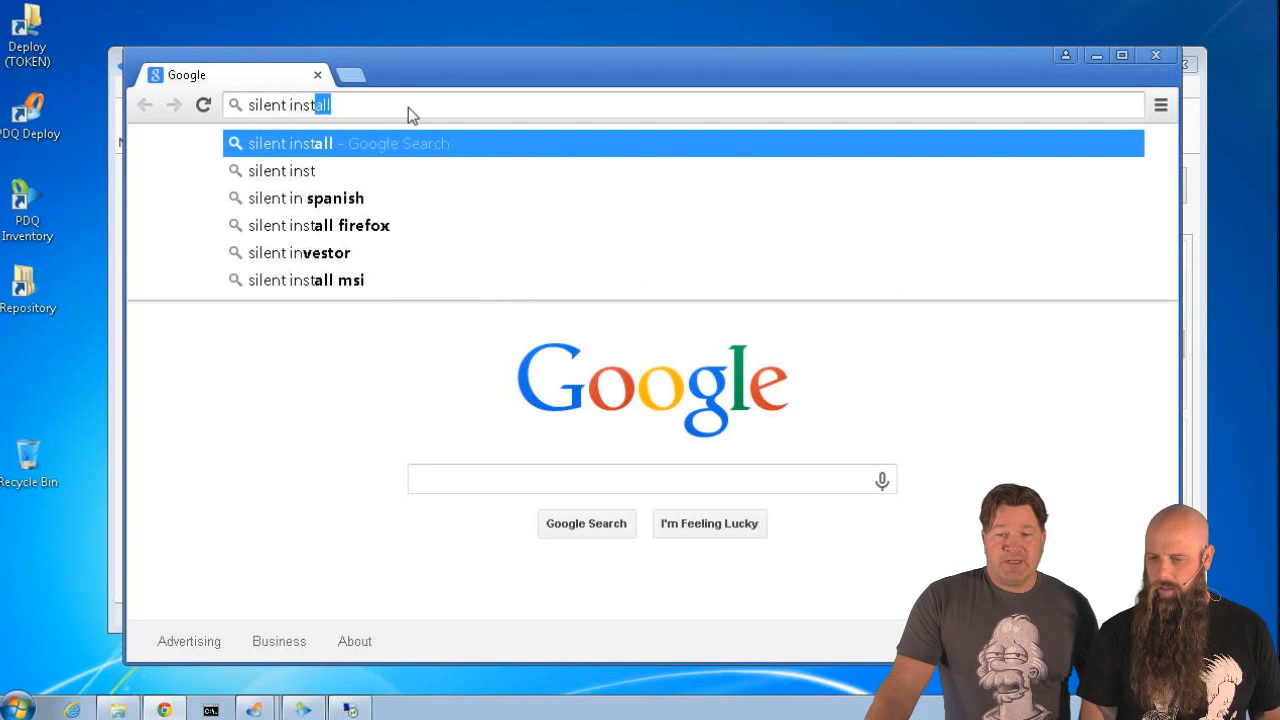 Deploy
(TOKEN)
PDQ Deploy
PDQ
Inventory
Repository
Recycle Bin
Google
silent install
silent install - Google Search
silent inst
silent in spanish
silent install firefox
silent investor
silent install msi
Google
Google Search
I'm Feeling Lucky
Advertising
Business
About